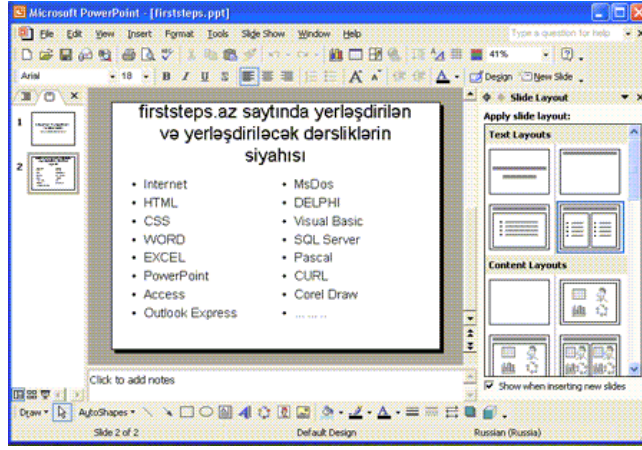 Microsoft PowerPoint - [firststeps.ppt]
File Edit View Insert Format Tools Slide Show Window Help Type a question for help
41%
Arial 18 B I U S A A A Design New Slide
Slide Layout
Apply slide layout:
Text Layouts
Content Layouts
Show when inserting new slides
1
2
firststeps.az saytında yerləşdirilən
və yerləşdiriləcək dərsliklərin
siyahısı
• Internet
• HTML
• CSS
• WORD
• EXCEL
• PowerPoint
• Access
• Outlook Express
• MsDos
• DELPHI
• Visual Basic
• SQL Server
• Pascal
• CURL
• Corel Draw
• ... ... ..
Click to add notes
Draw AutoShapes
Slide 2 of 2 Default Design Russian (Russia)